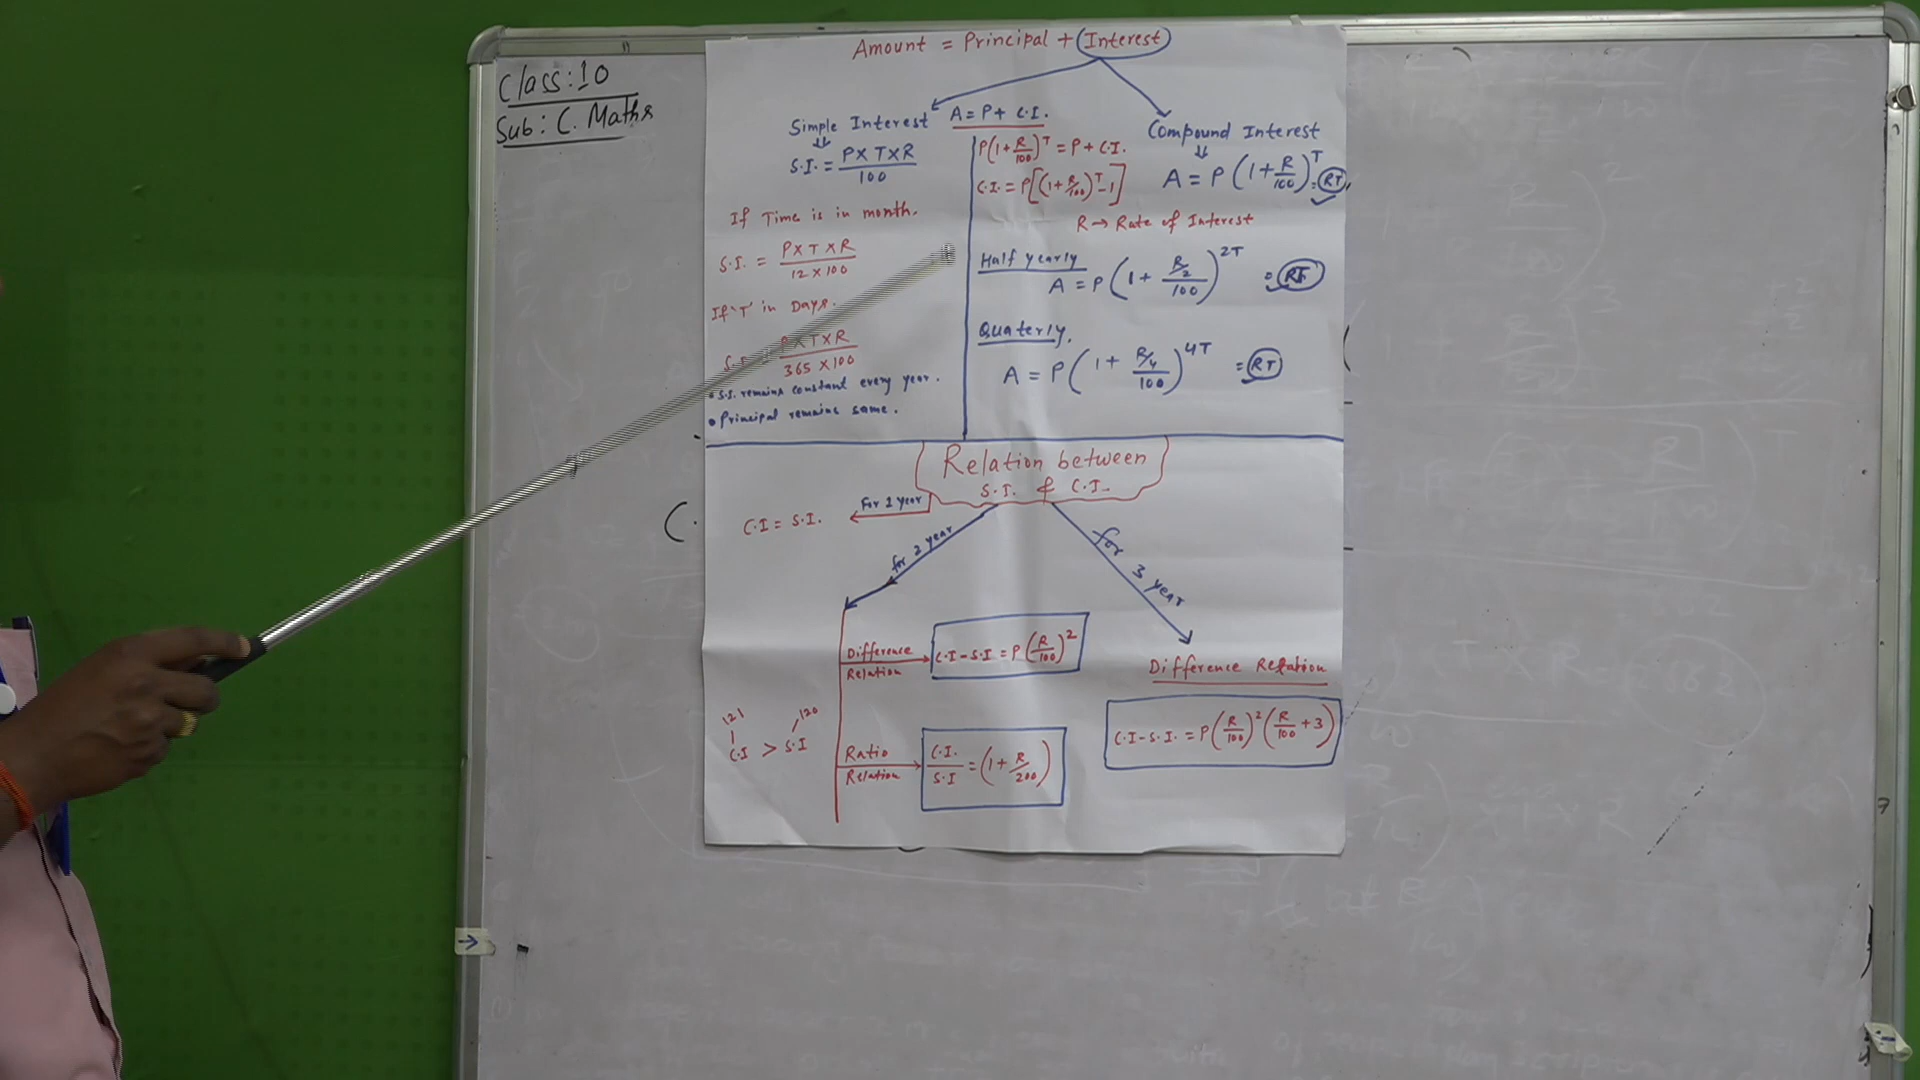 Class:10
Sub: C. Maths
Amount = Principal + Interest
Simple Interest
S.I. = P×T×R/100
If Time is in month.
S.I. = P×T×R/12×100
If 'T' in Days.
S.I. = P×T×R/365×100
• S.I. remains constant every year.
• Principal remains same.
A = P + C.I.
P(1+R/100)^T = P + C.I.
C.I. = P[(1+R/100)^T-1]
Compound Interest
A = P(1+R/100)^T = RT
R → Rate of Interest
Half yearly
A = P(1 + R/2/100)^2T = RT
Quaterly.
A = P(1 + R/4/100)^4T = RT
Relation between
S.I. & C.I.
For 1 year
C.I = S.I.
for 2 year
for 3 year
Difference
Relation
C.I-S.I = P(R/100)^2
121 120
C.I > S.I
Ratio
Relation
C.I./S.I = (1+R/200)
Difference Relation
C.I-S.I. = P(R/100)^2(R/100+3)